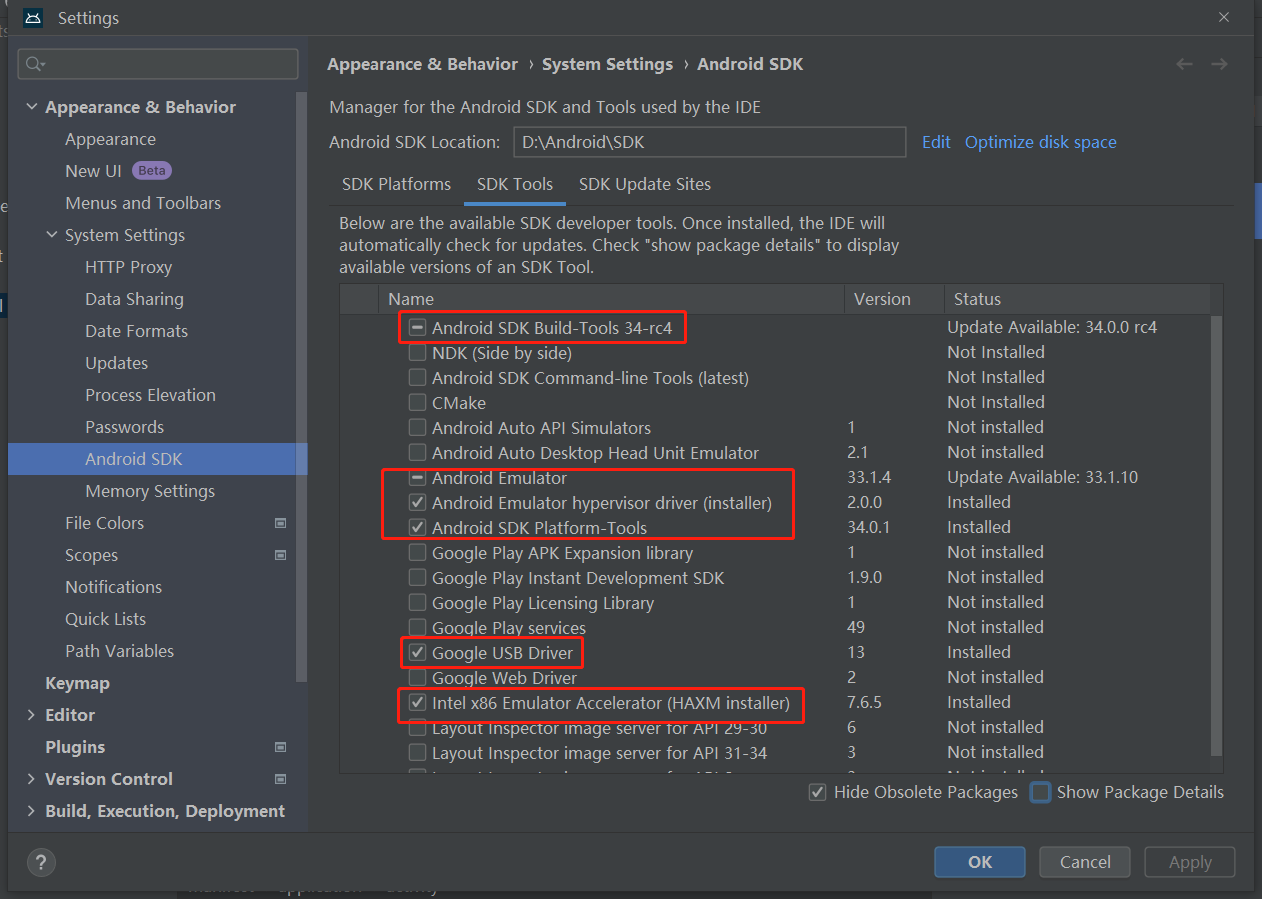 Settings
Appearance & Behavior › System Settings › Android SDK
Appearance & Behavior
Appearance
New UI Beta
Menus and Toolbars
System Settings
HTTP Proxy
Data Sharing
Date Formats
Updates
Process Elevation
Passwords
Android SDK
Memory Settings
File Colors
Scopes
Notifications
Quick Lists
Path Variables
Keymap
Editor
Plugins
Version Control
Build, Execution, Deployment
Manager for the Android SDK and Tools used by the IDE
Android SDK Location: D:\Android\SDK Edit Optimize disk space
SDK Platforms SDK Tools SDK Update Sites
Below are the available SDK developer tools. Once installed, the IDE will
automatically check for updates. Check "show package details" to display
available versions of an SDK Tool.
Name Version Status
Android SDK Build-Tools 34-rc4 Update Available: 34.0.0 rc4
NDK (Side by side) Not Installed
Android SDK Command-line Tools (latest) Not Installed
CMake Not Installed
Android Auto API Simulators 1 Not installed
Android Auto Desktop Head Unit Emulator 2.1 Not installed
Android Emulator 33.1.4 Update Available: 33.1.10
Android Emulator hypervisor driver (installer) 2.0.0 Installed
Android SDK Platform-Tools 34.0.1 Installed
Google Play APK Expansion library 1 Not installed
Google Play Instant Development SDK 1.9.0 Not installed
Google Play Licensing Library 1 Not installed
Google Play services 49 Not installed
Google USB Driver 13 Installed
Google Web Driver 2 Not installed
Intel x86 Emulator Accelerator (HAXM installer) 7.6.5 Installed
Layout Inspector image server for API 29-30 6 Not installed
Layout Inspector image server for API 31-34 3 Not installed
Hide Obsolete Packages Show Package Details
? OK Cancel Apply